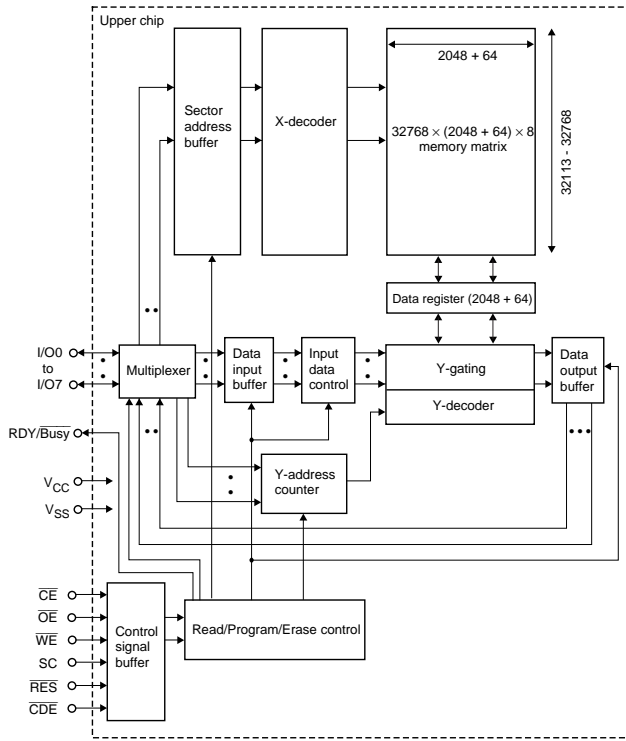 Upper chip
Sector
address
buffer
X-decoder
2048 + 64
32768 × (2048 + 64) × 8
memory matrix
32113 - 32768
Data register (2048 + 64)
I/O0
to
I/O7
Multiplexer
Data
input
buffer
Input
data
control
Y-gating
Y-decoder
Data
output
buffer
RDY/Busy
VCC
VSS
Y-address
counter
CE
OE
WE
SC
RES
CDE
Control
signal
buffer
Read/Program/Erase control